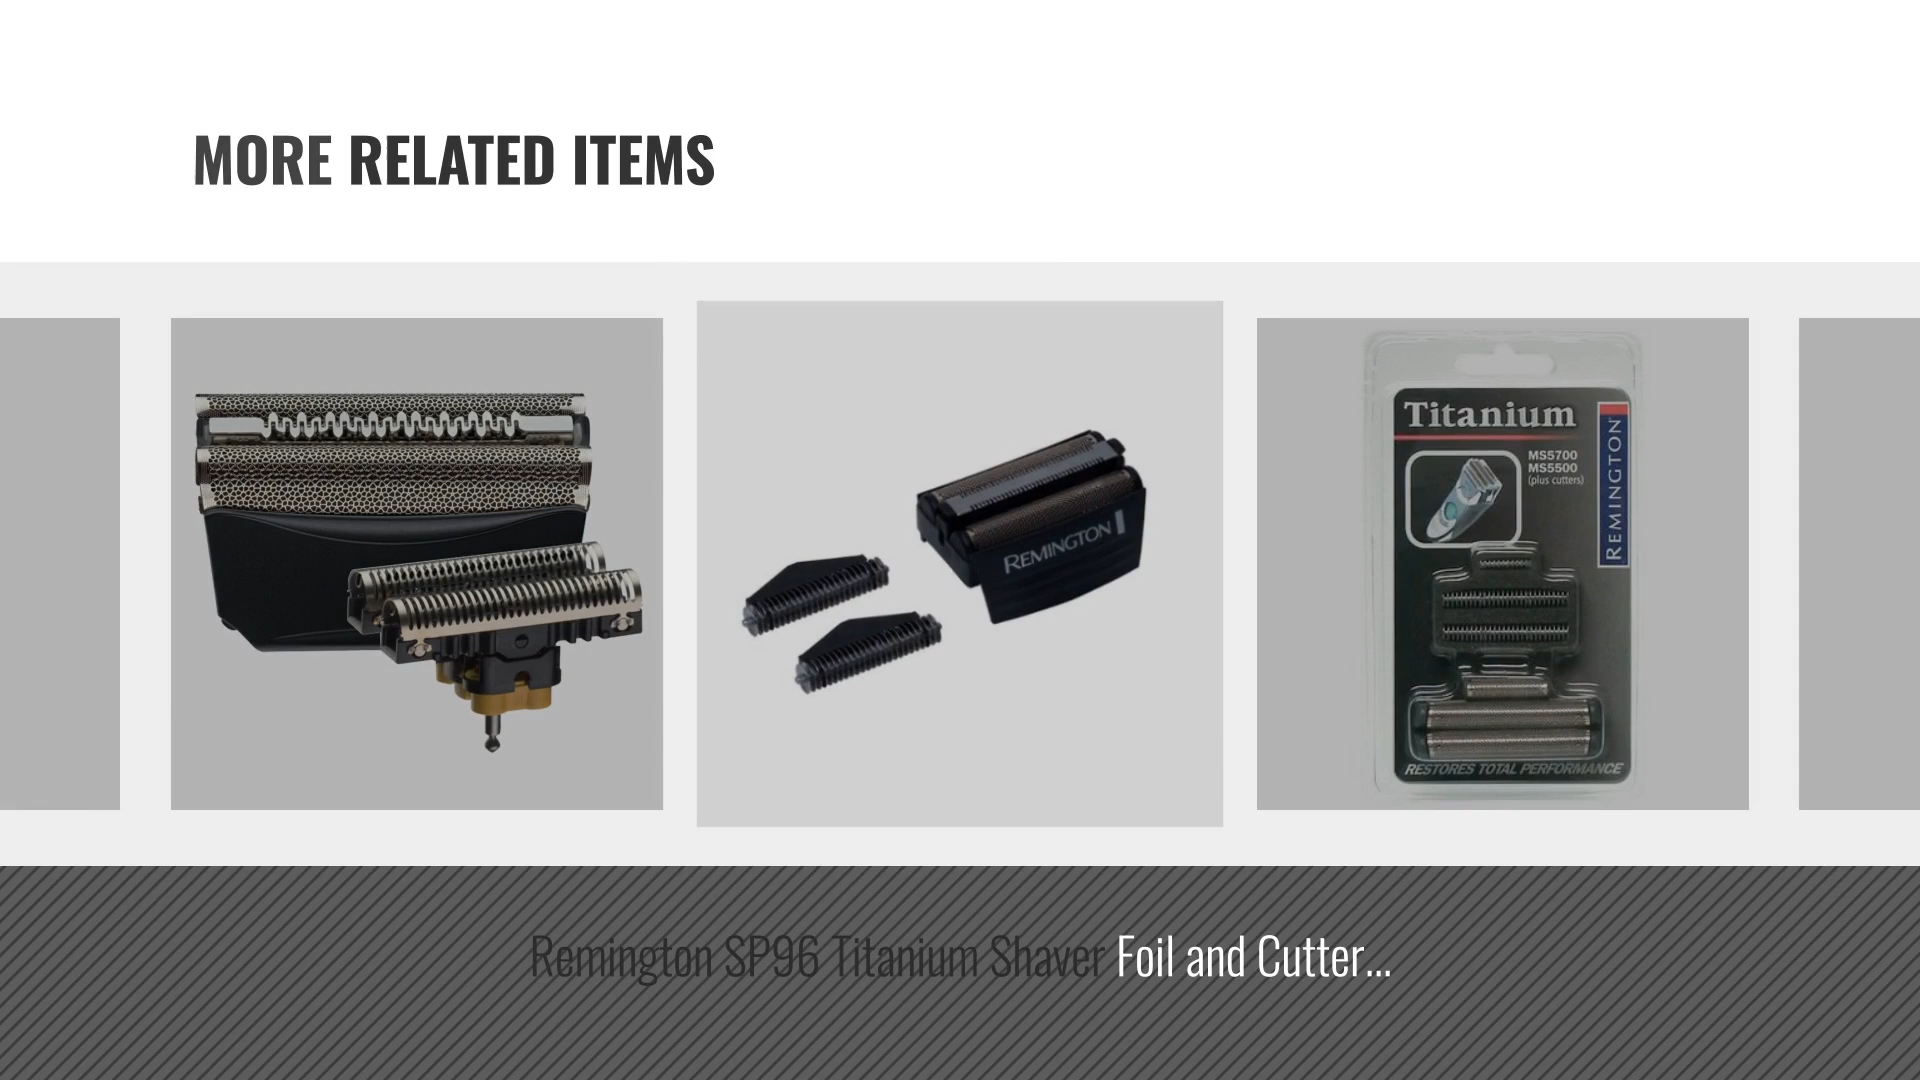 MORE RELATED ITEMS
REMINGTON
Titanium
MS5700
MS5500
(plus cutters)
REMINGTON
RESTORES TOTAL PERFORMANCE
Remington SP96 Titanium Shaver Foil and Cutter...